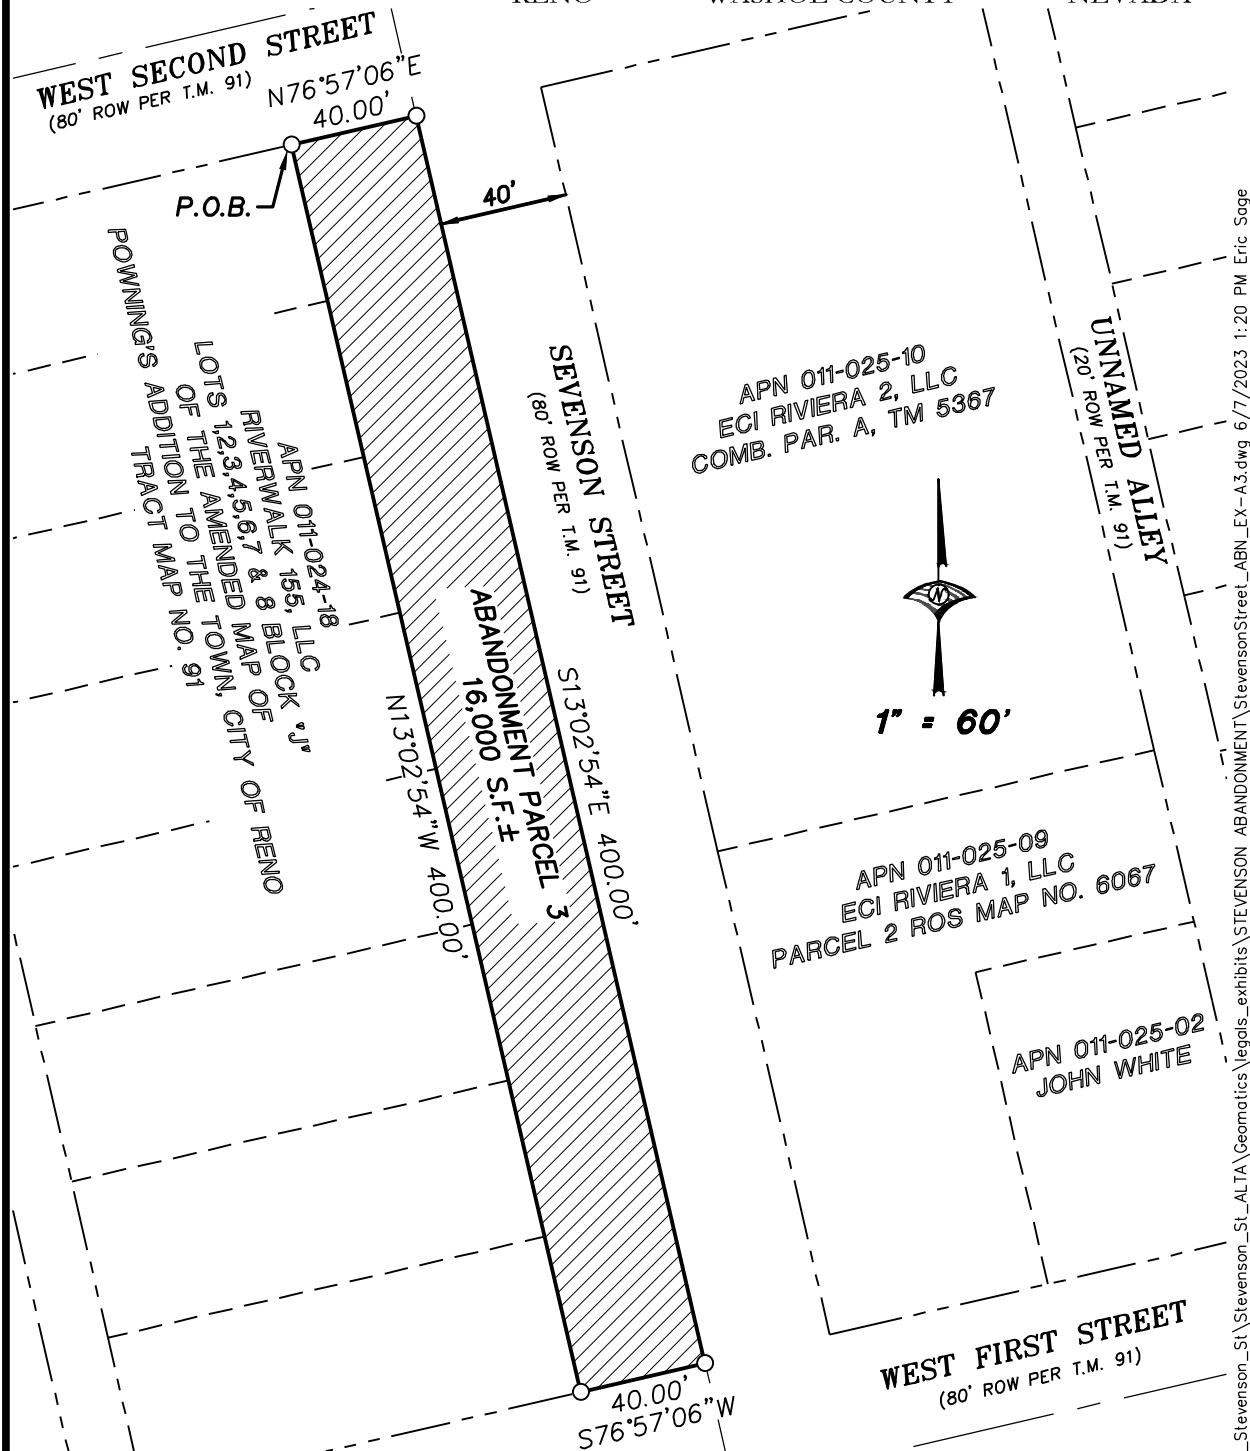 RENO WASHOE COUNTY NEVADA
WEST SECOND STREET
(80' ROW PER T.M. 91)
N76°57'06"E
40.00'
P.O.B.
40'
SEVENSON STREET
(80' ROW PER T.M. 91)
APN 011-025-10
ECI RIVIERA 2, LLC
COMB. PAR. A, TM 5367
UNNAMED ALLEY
(20' ROW PER T.M. 91)
N
1" = 60'
APN 011-024-18
RIVERWALK 155, LLC
LOTS 1,2,3,4,5,6,7 & 8 BLOCK "J"
OF THE AMENDED MAP OF
POWNING'S ADDITION TO THE TOWN, CITY OF RENO
TRACT MAP NO. 91
ABANDONMENT PARCEL 3
16,000 S.F.±
S13°02'54"E 400.00'
N13°02'54"W 400.00'
APN 011-025-09
ECI RIVIERA 1, LLC
PARCEL 2 ROS MAP NO. 6067
APN 011-025-02
JOHN WHITE
WEST FIRST STREET
(80' ROW PER T.M. 91)
40.00'
S76°57'06"W
_Stevenson_St\Stevenson_St_ALTA\Geomatics\legals_exhibits\STEVENSON ABANDONMENT\StevensonStreet_ABN_EX-A3.dwg 6/7/2023 1:20 PM Eric Sage